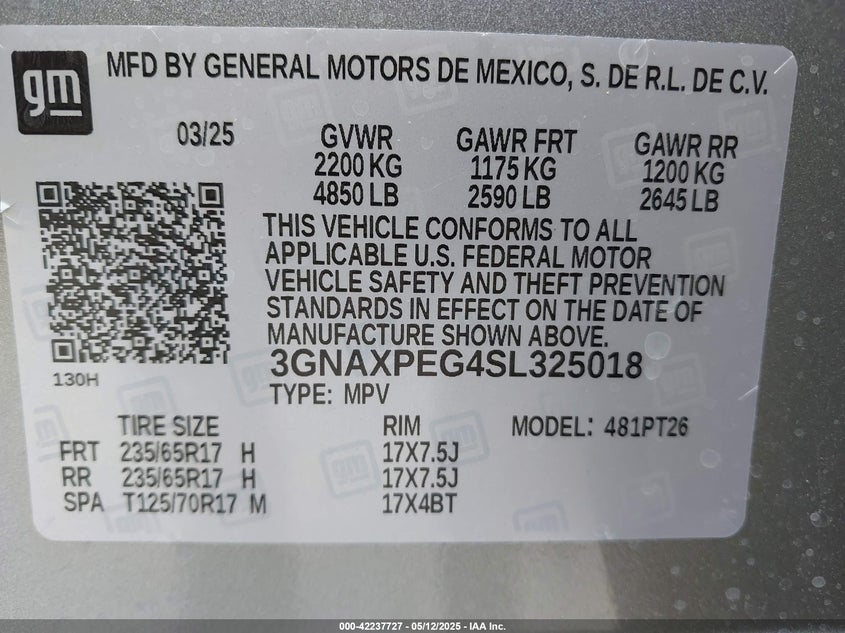 gm
MFD BY GENERAL MOTORS DE MEXICO, S. DE R.L. DE C.V.
03/25 GVWR GAWR FRT GAWR RR
2200 KG 1175 KG 1200 KG
4850 LB 2590 LB 2645 LB
THIS VEHICLE CONFORMS TO ALL
APPLICABLE U.S. FEDERAL MOTOR
VEHICLE SAFETY AND THEFT PREVENTION
STANDARDS IN EFFECT ON THE DATE OF
MANUFACTURE SHOWN ABOVE.
3GNAXPEG4SL325018
130H
TYPE: MPV
TIRE SIZE RIM MODEL: 481PT26
FRT 235/65R17 H 17X7.5J
RR 235/65R17 H 17X7.5J
SPA T125/70R17 M 17X4BT
000-42237727 - 05/12/2025 - IAA Inc.